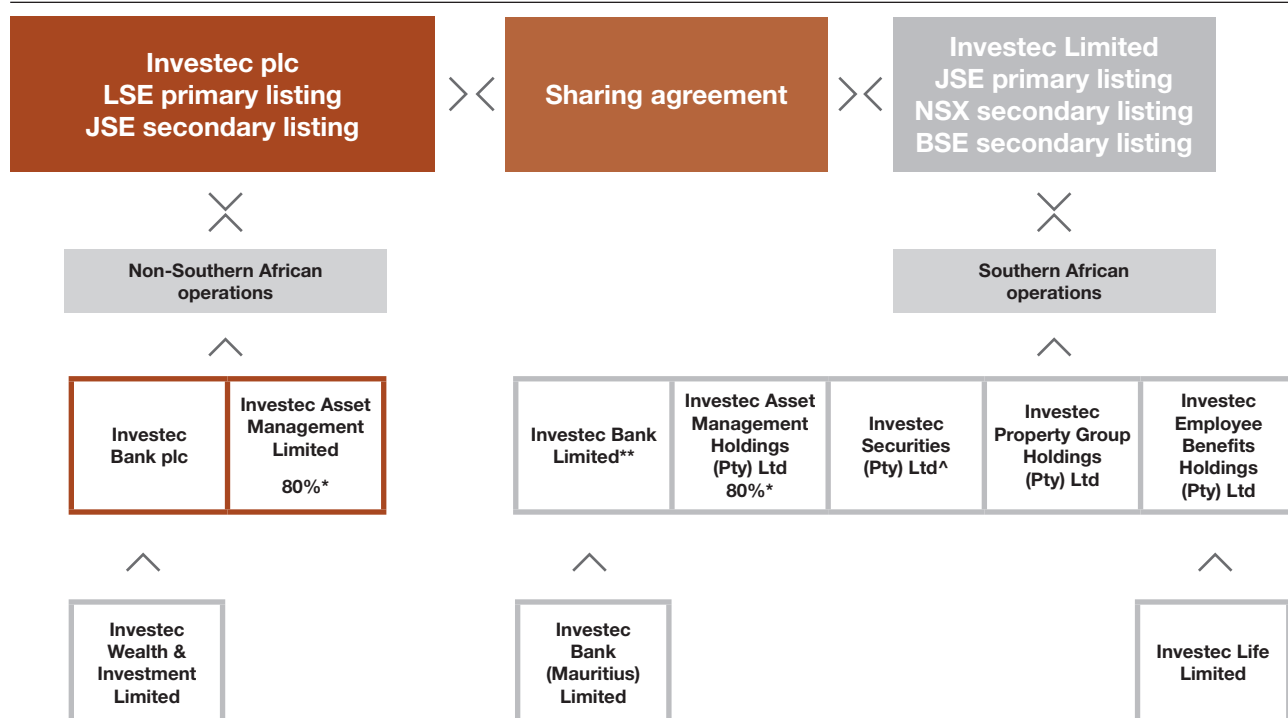 Investec plc
LSE primary listing
JSE secondary listing
Sharing agreement
Investec Limited
JSE primary listing
NSX secondary listing
BSE secondary listing
Non-Southern African
operations
Southern African
operations
Investec
Bank plc
Investec Asset
Management
Limited
80%*
Investec Bank
Limited**
Investec Asset
Management
Holdings
(Pty) Ltd
80%*
Investec
Securities
(Pty) Ltd^
Investec
Property Group
Holdings
(Pty) Ltd
Investec
Employee
Benefits
Holdings
(Pty) Ltd
Investec
Wealth &
Investment
Limited
Investec
Bank
(Mauritius)
Limited
Investec Life
Limited